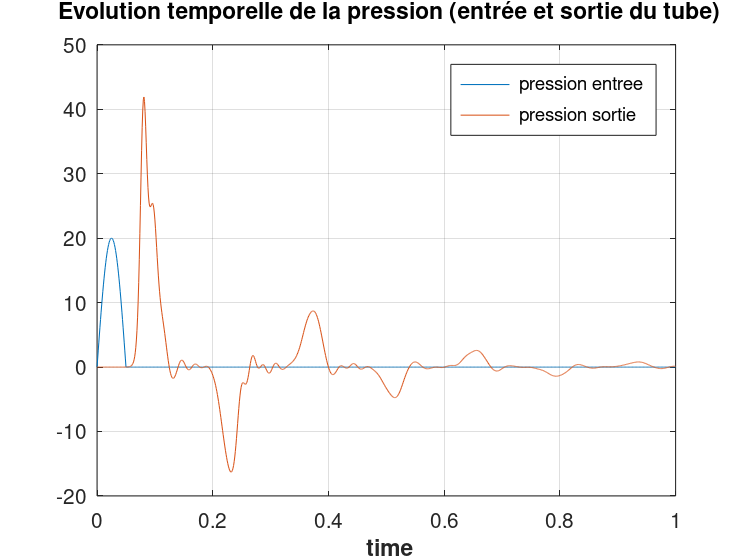 Evolution temporelle de la pression (entrée et sortie du tube)
50
40
30
20
10
0
-10
-20
pression entree
pression sortie
0 0.2 0.4 0.6 0.8 1
time